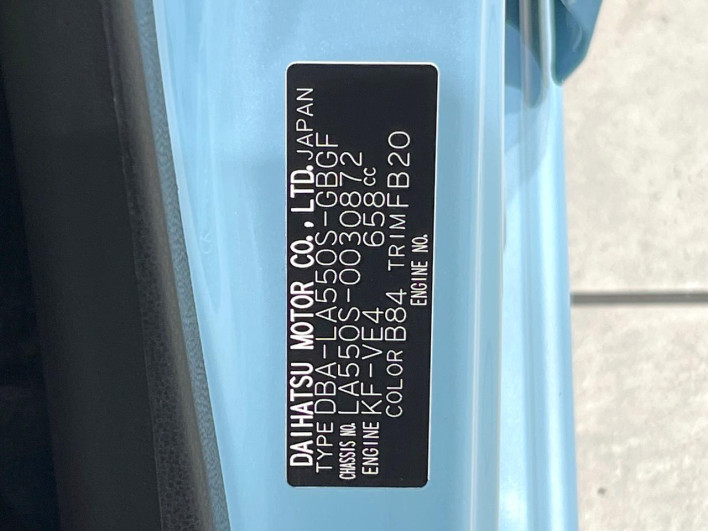 DAIHATSU MOTOR CO., LTD. JAPAN
TYPE DBA-LA550S-GBGF
CHASSIS NO. LA550S-0030872
ENGINE KF-VE4 658cc
COLOR B84 TRIM FB20
ENGINE NO.